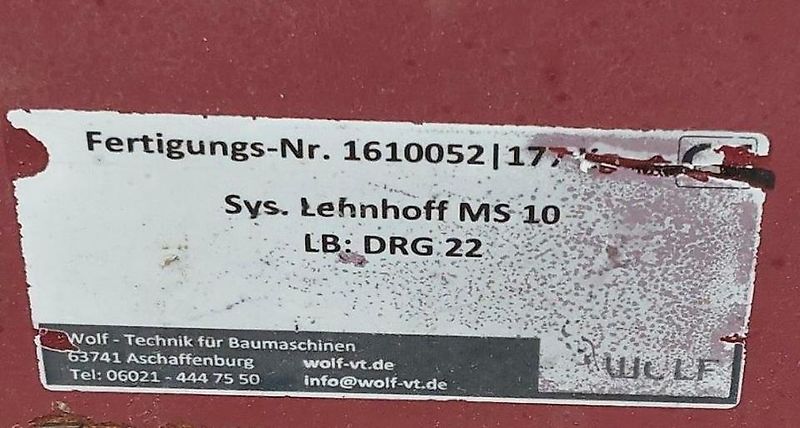 Fertigungs-Nr. 1610052|177
Sys. Lehnhoff MS 10
LB: DRG 22
Wolf - Technik für Baumaschinen
63741 Aschaffenburg wolf-vt.de
Tel: 06021 - 444 75 50 info@wolf-vt.de
WOLF